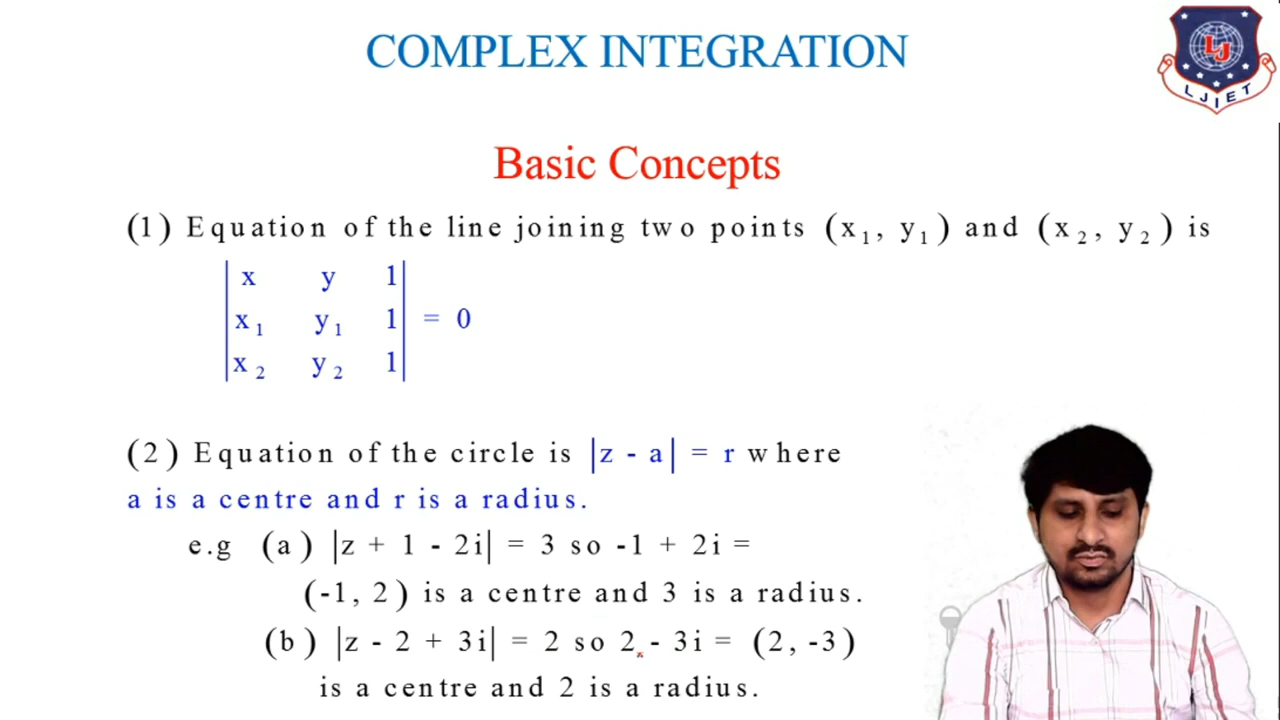 COMPLEX INTEGRATION
LJ
LJIET
Basic Concepts
(1) Equation of the line joining two points (x₁, y₁) and (x₂, y₂) is
|x y 1|
|x₁ y₁ 1| = 0
|x₂ y₂ 1|
(2) Equation of the circle is |z - a| = r where
a is a centre and r is a radius.
e.g (a) |z + 1 - 2i| = 3 so -1 + 2i =
(-1, 2) is a centre and 3 is a radius.
(b) |z - 2 + 3i| = 2 so 2 - 3i = (2, -3)
is a centre and 2 is a radius.